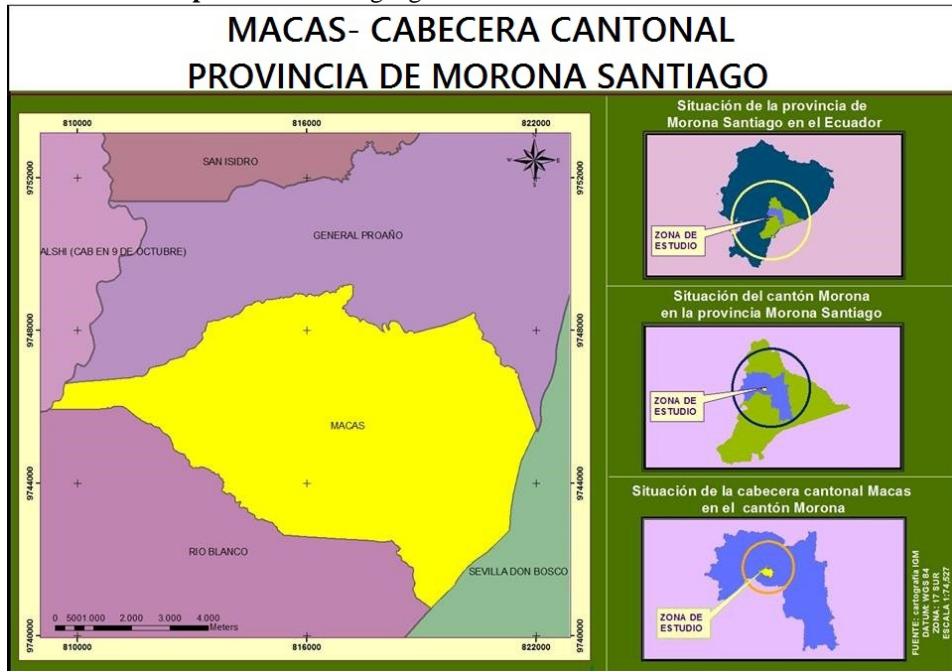 MACAS- CABECERA CANTONAL
PROVINCIA DE MORONA SANTIAGO
810000
816000
822000
9752000
9752000
SAN ISIDRO
GENERAL PROAÑO
ALSHI (CAB EN 9 DE OCTUBRE)
9748000
9748000
MACAS
9744000
9744000
RIO BLANCO
SEVILLA DON BOSCO
0 500 1.000 2.000 3.000 4.000
Meters
9740000
9740000
810000
816000
822000
Situación de la provincia de
Morona Santiago en el Ecuador
ZONA DE
ESTUDIO
Situación del cantón Morona
en la provincia Morona Santiago
ZONA DE
ESTUDIO
Situación de la cabecera cantonal Macas
en el cantón Morona
ZONA DE
ESTUDIO
FUENTE: cartografía IGM
DATUM: WGS 84
ZONA: 17 SUR
ESCALA 1:74,527